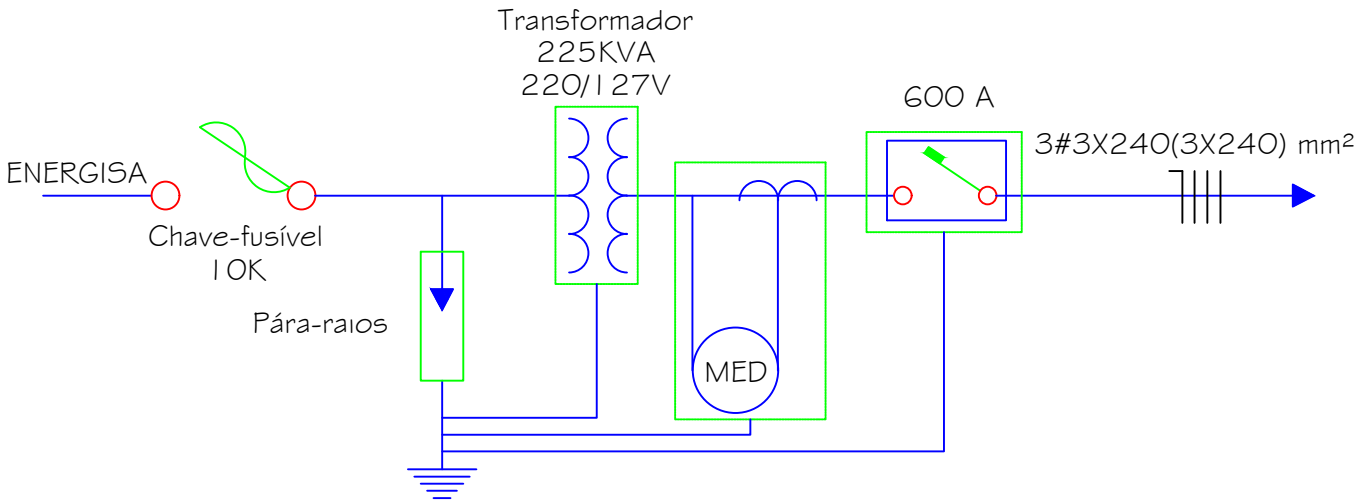 Transformador
225KVA
220/127V
600 A
3#3X240(3X240) mm²
ENERGISA
Chave-fusível
10K
Pára-raios
MED